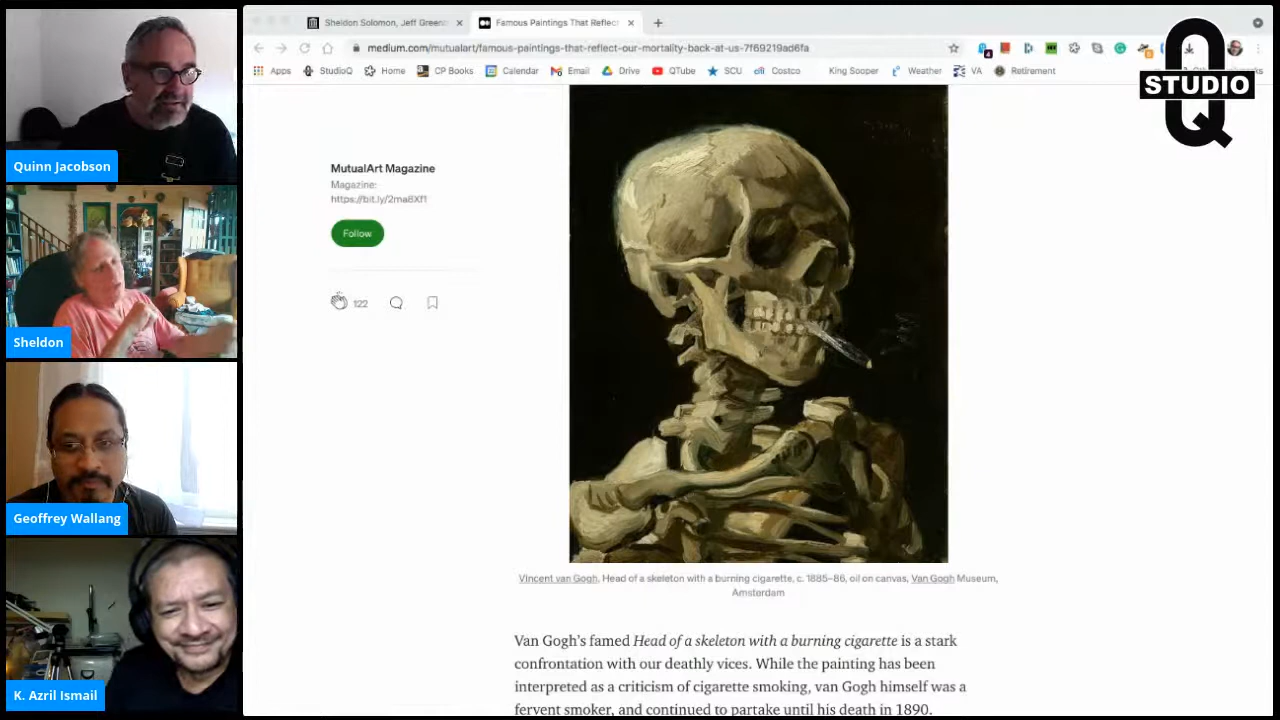 Quinn Jacobson
Sheldon
Geoffrey Wallang
K. Azril Ismail
Sheldon Solomon, Jeff Green
Famous Paintings That Reflec
medium.com/mutualart/famous-paintings-that-reflect-our-mortality-back-at-us-7f69219ad6fa
Apps
StudioQ
Home
CP Books
Calendar
Email
Drive
QTube
SCU
Costco
King Sooper
Weather
VA
Retirement
STUDIO
Q
MutualArt Magazine
Magazine:
https://bit.ly/2ma8Xf1
Follow
122
Vincent van Gogh, Head of a skeleton with a burning cigarette, c. 1885–86, oil on canvas, Van Gogh Museum,
Amsterdam
Van Gogh’s famed Head of a skeleton with a burning cigarette is a stark
confrontation with our deathly vices. While the painting has been
interpreted as a criticism of cigarette smoking, van Gogh himself was a
fervent smoker, and continued to partake until his death in 1890.